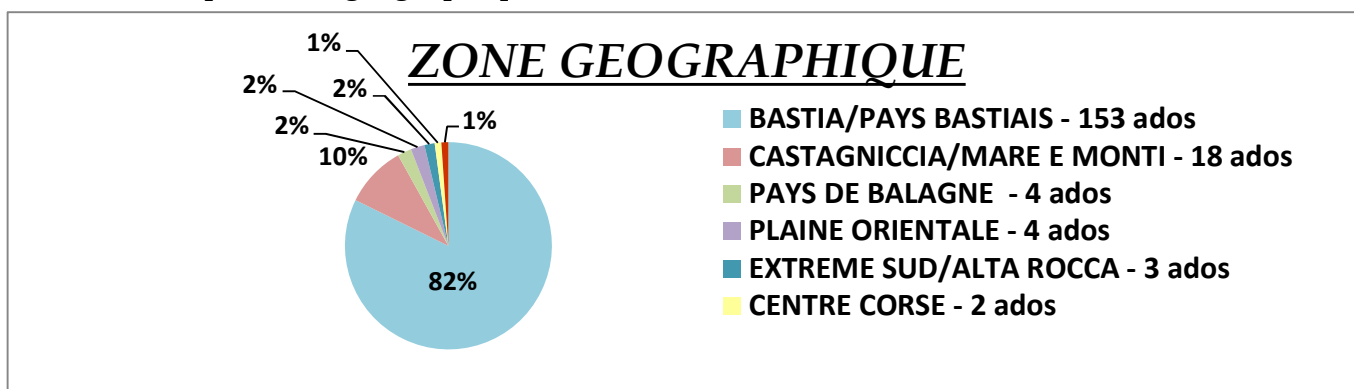 ZONE GEOGRAPHIQUE
1%
2%
2%
2%
1%
10%
82%
BASTIA/PAYS BASTIAIS - 153 ados
CASTAGNICCIA/MARE E MONTI - 18 ados
PAYS DE BALAGNE - 4 ados
PLAINE ORIENTALE - 4 ados
EXTREME SUD/ALTA ROCCA - 3 ados
CENTRE CORSE - 2 ados